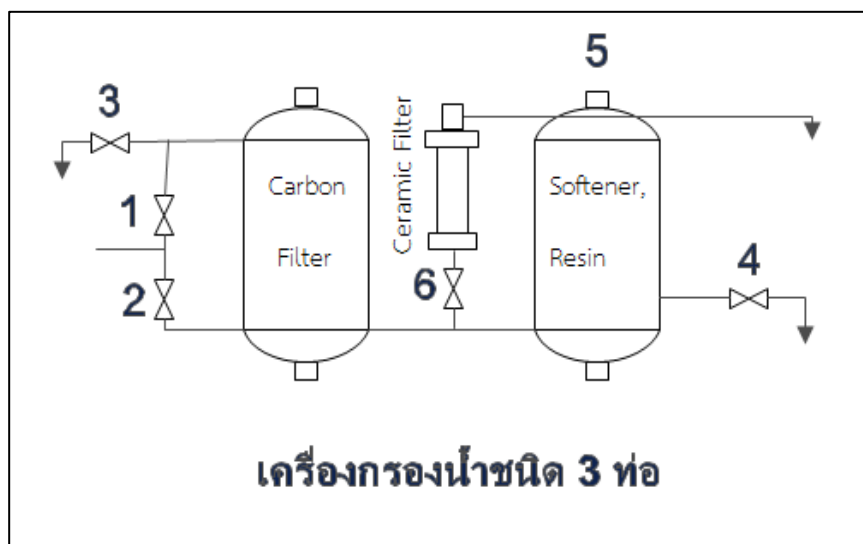 5
3
Carbon
Filter
Ceramic Filter
Softener,
Resin
1
2
6
4
เครื่องกรองน้ำชนิด 3 ท่อ